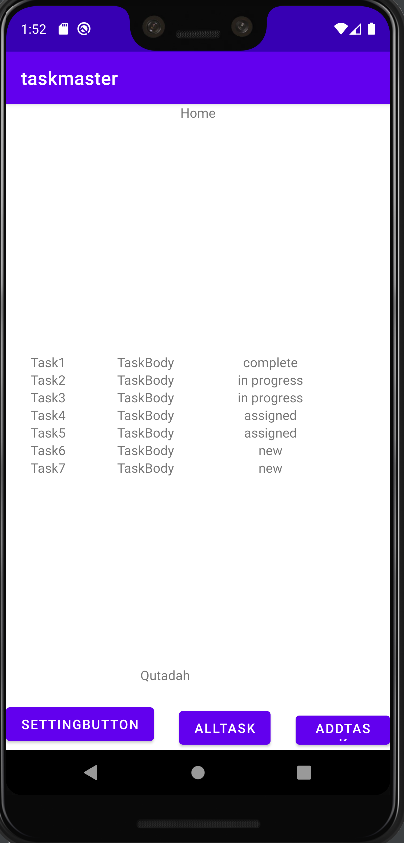 1:52
taskmaster
Home
Task1 TaskBody complete
Task2 TaskBody in progress
Task3 TaskBody in progress
Task4 TaskBody assigned
Task5 TaskBody assigned
Task6 TaskBody new
Task7 TaskBody new
Qutadah
SETTINGBUTTON ALLTASK ADDTAS